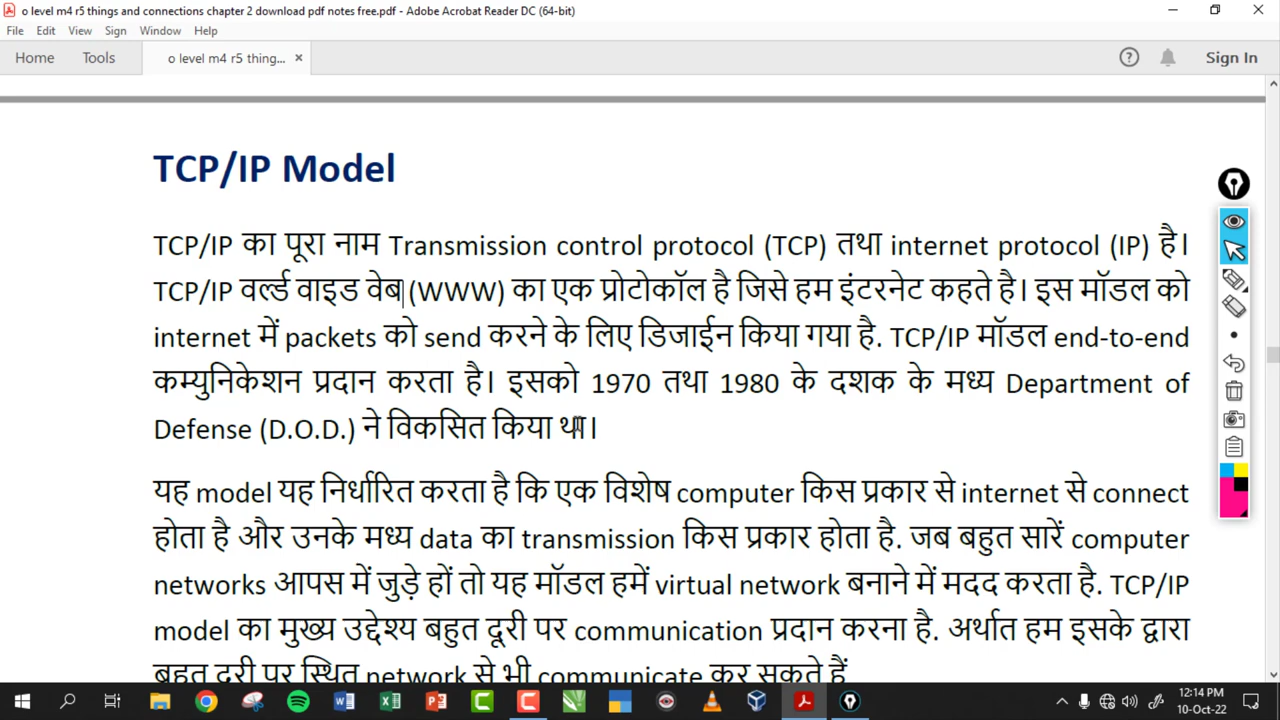 o level m4 r5 things and connections chapter 2 download pdf notes free.pdf - Adobe Acrobat Reader DC (64-bit)
File Edit View Sign Window Help
Home Tools o level m4 r5 thing... × Sign In
TCP/IP Model
TCP/IP का पूरा नाम Transmission control protocol (TCP) तथा internet protocol (IP) है।
TCP/IP वर्ल्ड वाइड वेब (WWW) का एक प्रोटोकॉल है जिसे हम इंटरनेट कहते है। इस मॉडल को
internet में packets को send करने के लिए डिजाईन किया गया है. TCP/IP मॉडल end-to-end
कम्युनिकेशन प्रदान करता है। इसको 1970 तथा 1980 के दशक के मध्य Department of
Defense (D.O.D.) ने विकसित किया था।
यह model यह निर्धारित करता है कि एक विशेष computer किस प्रकार से internet से connect
होता है और उनके मध्य data का transmission किस प्रकार होता है. जब बहुत सारें computer
networks आपस में जुड़े हों तो यह मॉडल हमें virtual network बनाने में मदद करता है. TCP/IP
model का मुख्य उद्देश्य बहुत दूरी पर communication प्रदान करना है. अर्थात हम इसके द्वारा
बहुत दूरी पर स्थित network से भी communicate कर सकते हैं
12:14 PM
10-Oct-22